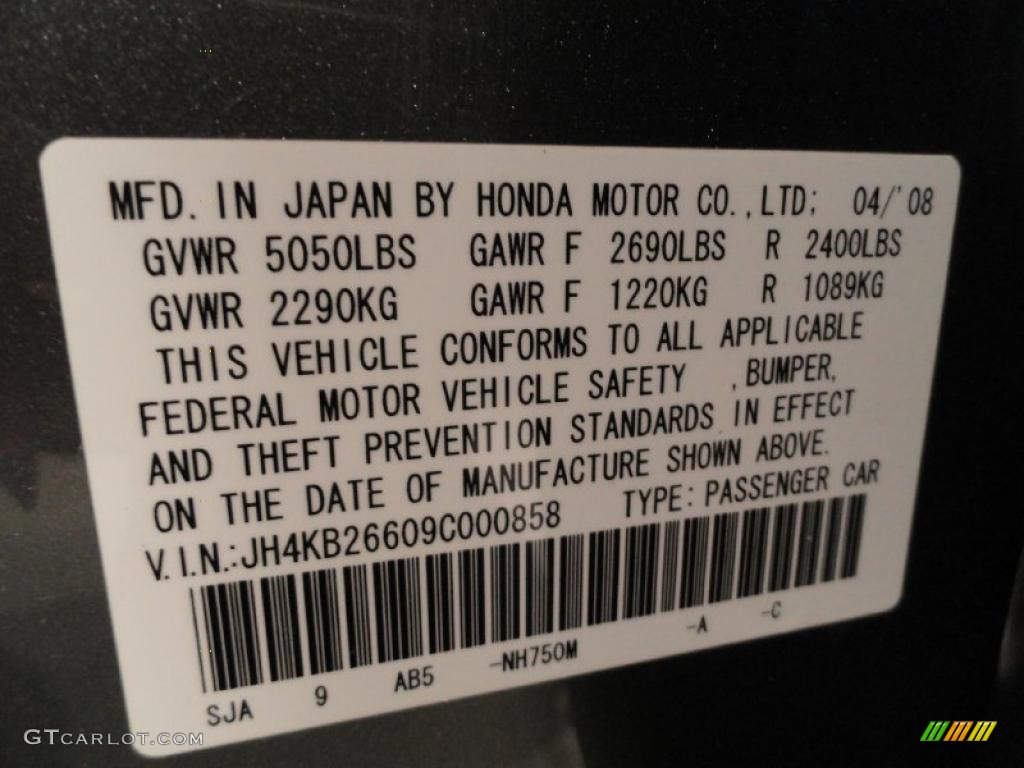 MFD. IN JAPAN BY HONDA MOTOR CO., LTD; 04/'08
GVWR 5050LBS GAWR F 2690LBS R 2400LBS
GVWR 2290KG GAWR F 1220KG R 1089KG
THIS VEHICLE CONFORMS TO ALL APPLICABLE
FEDERAL MOTOR VEHICLE SAFETY , BUMPER,
AND THEFT PREVENTION STANDARDS IN EFFECT
ON THE DATE OF MANUFACTURE SHOWN ABOVE.
V.I.N.:JH4KB26609C000858 TYPE: PASSENGER CAR
SJA 9 AB5 -NH750M -A -C
GTCARLOT.COM